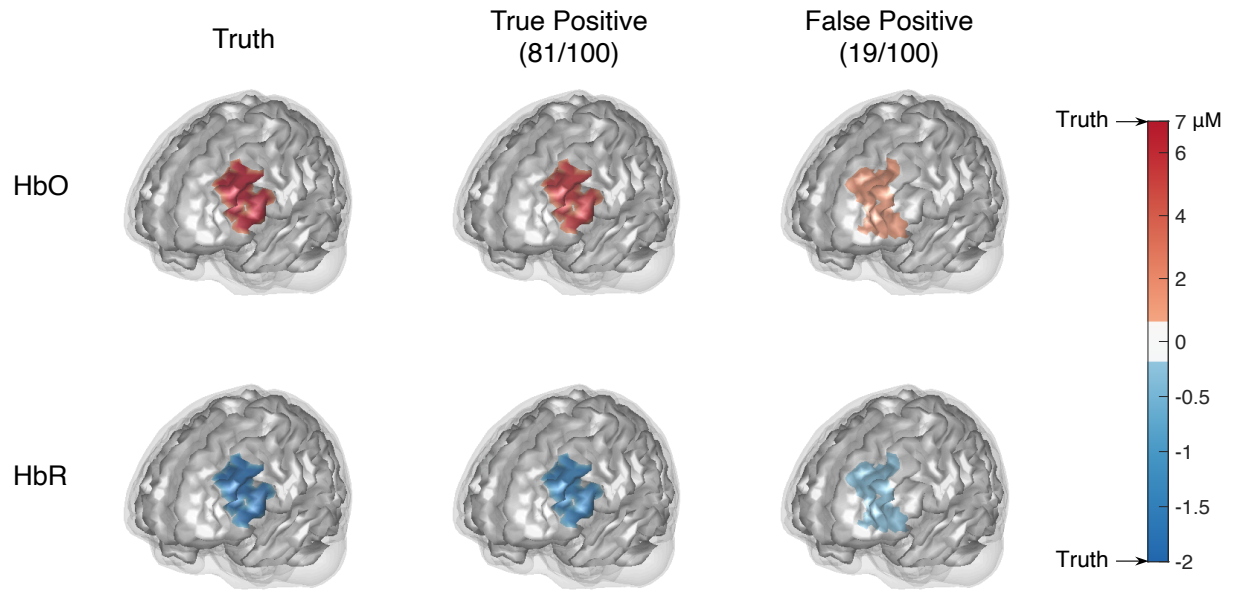 Truth
True Positive
(81/100)
False Positive
(19/100)
HbO
HbR
Truth
7 µM
6
4
2
0
-0.5
-1
-1.5
Truth
-2